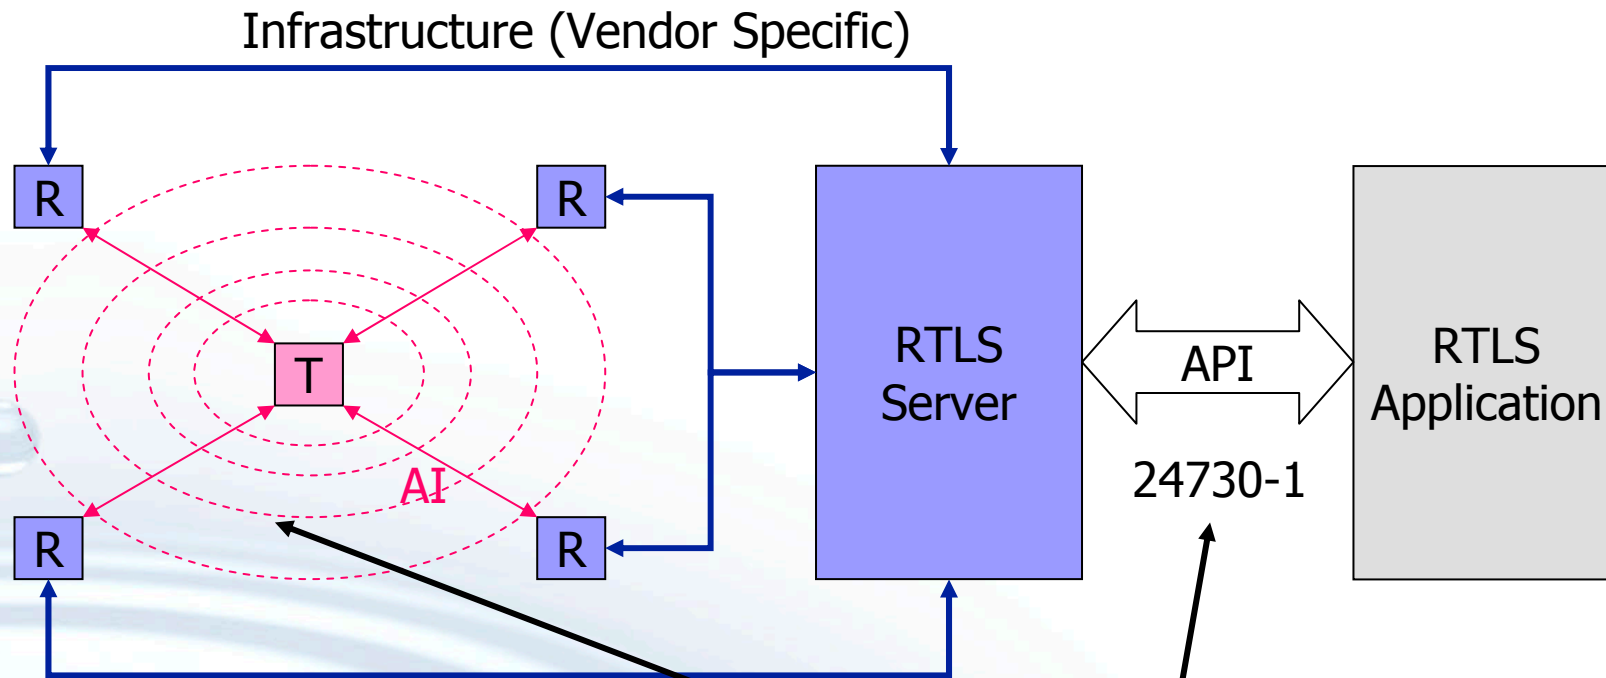 Infrastructure (Vendor Specific)
R
R
T
AI
R
R
RTLS
Server
API
24730-1
RTLS
Application